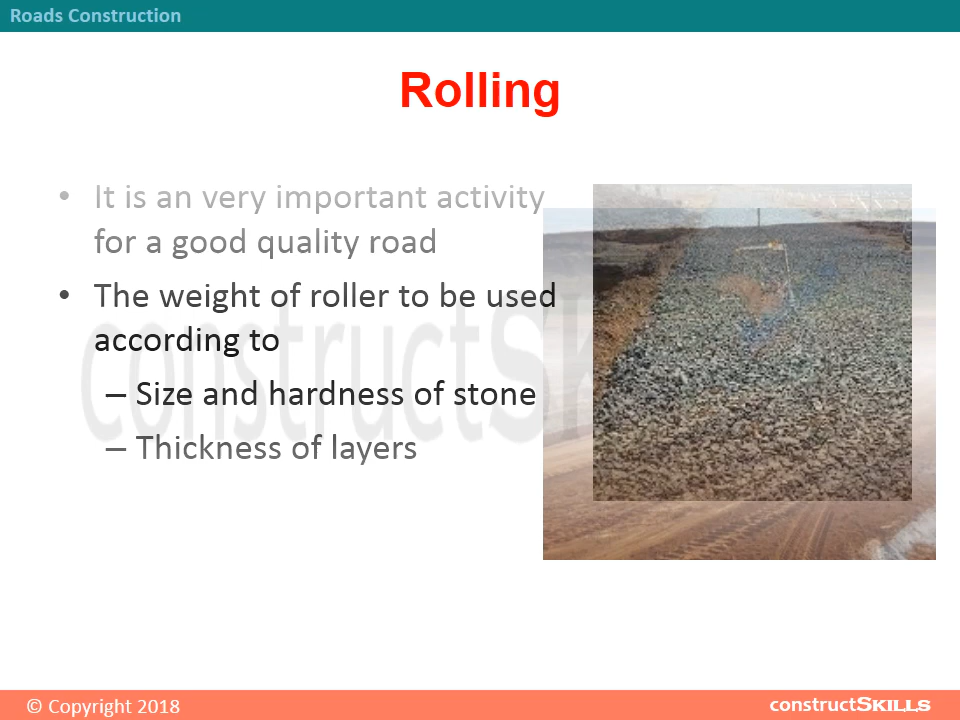 Roads Construction
Rolling
• It is an very important activity
for a good quality road
• The weight of roller to be used
according to
– Size and hardness of stone
– Thickness of layers
constructSkills
© Copyright 2018
constructSKILLS